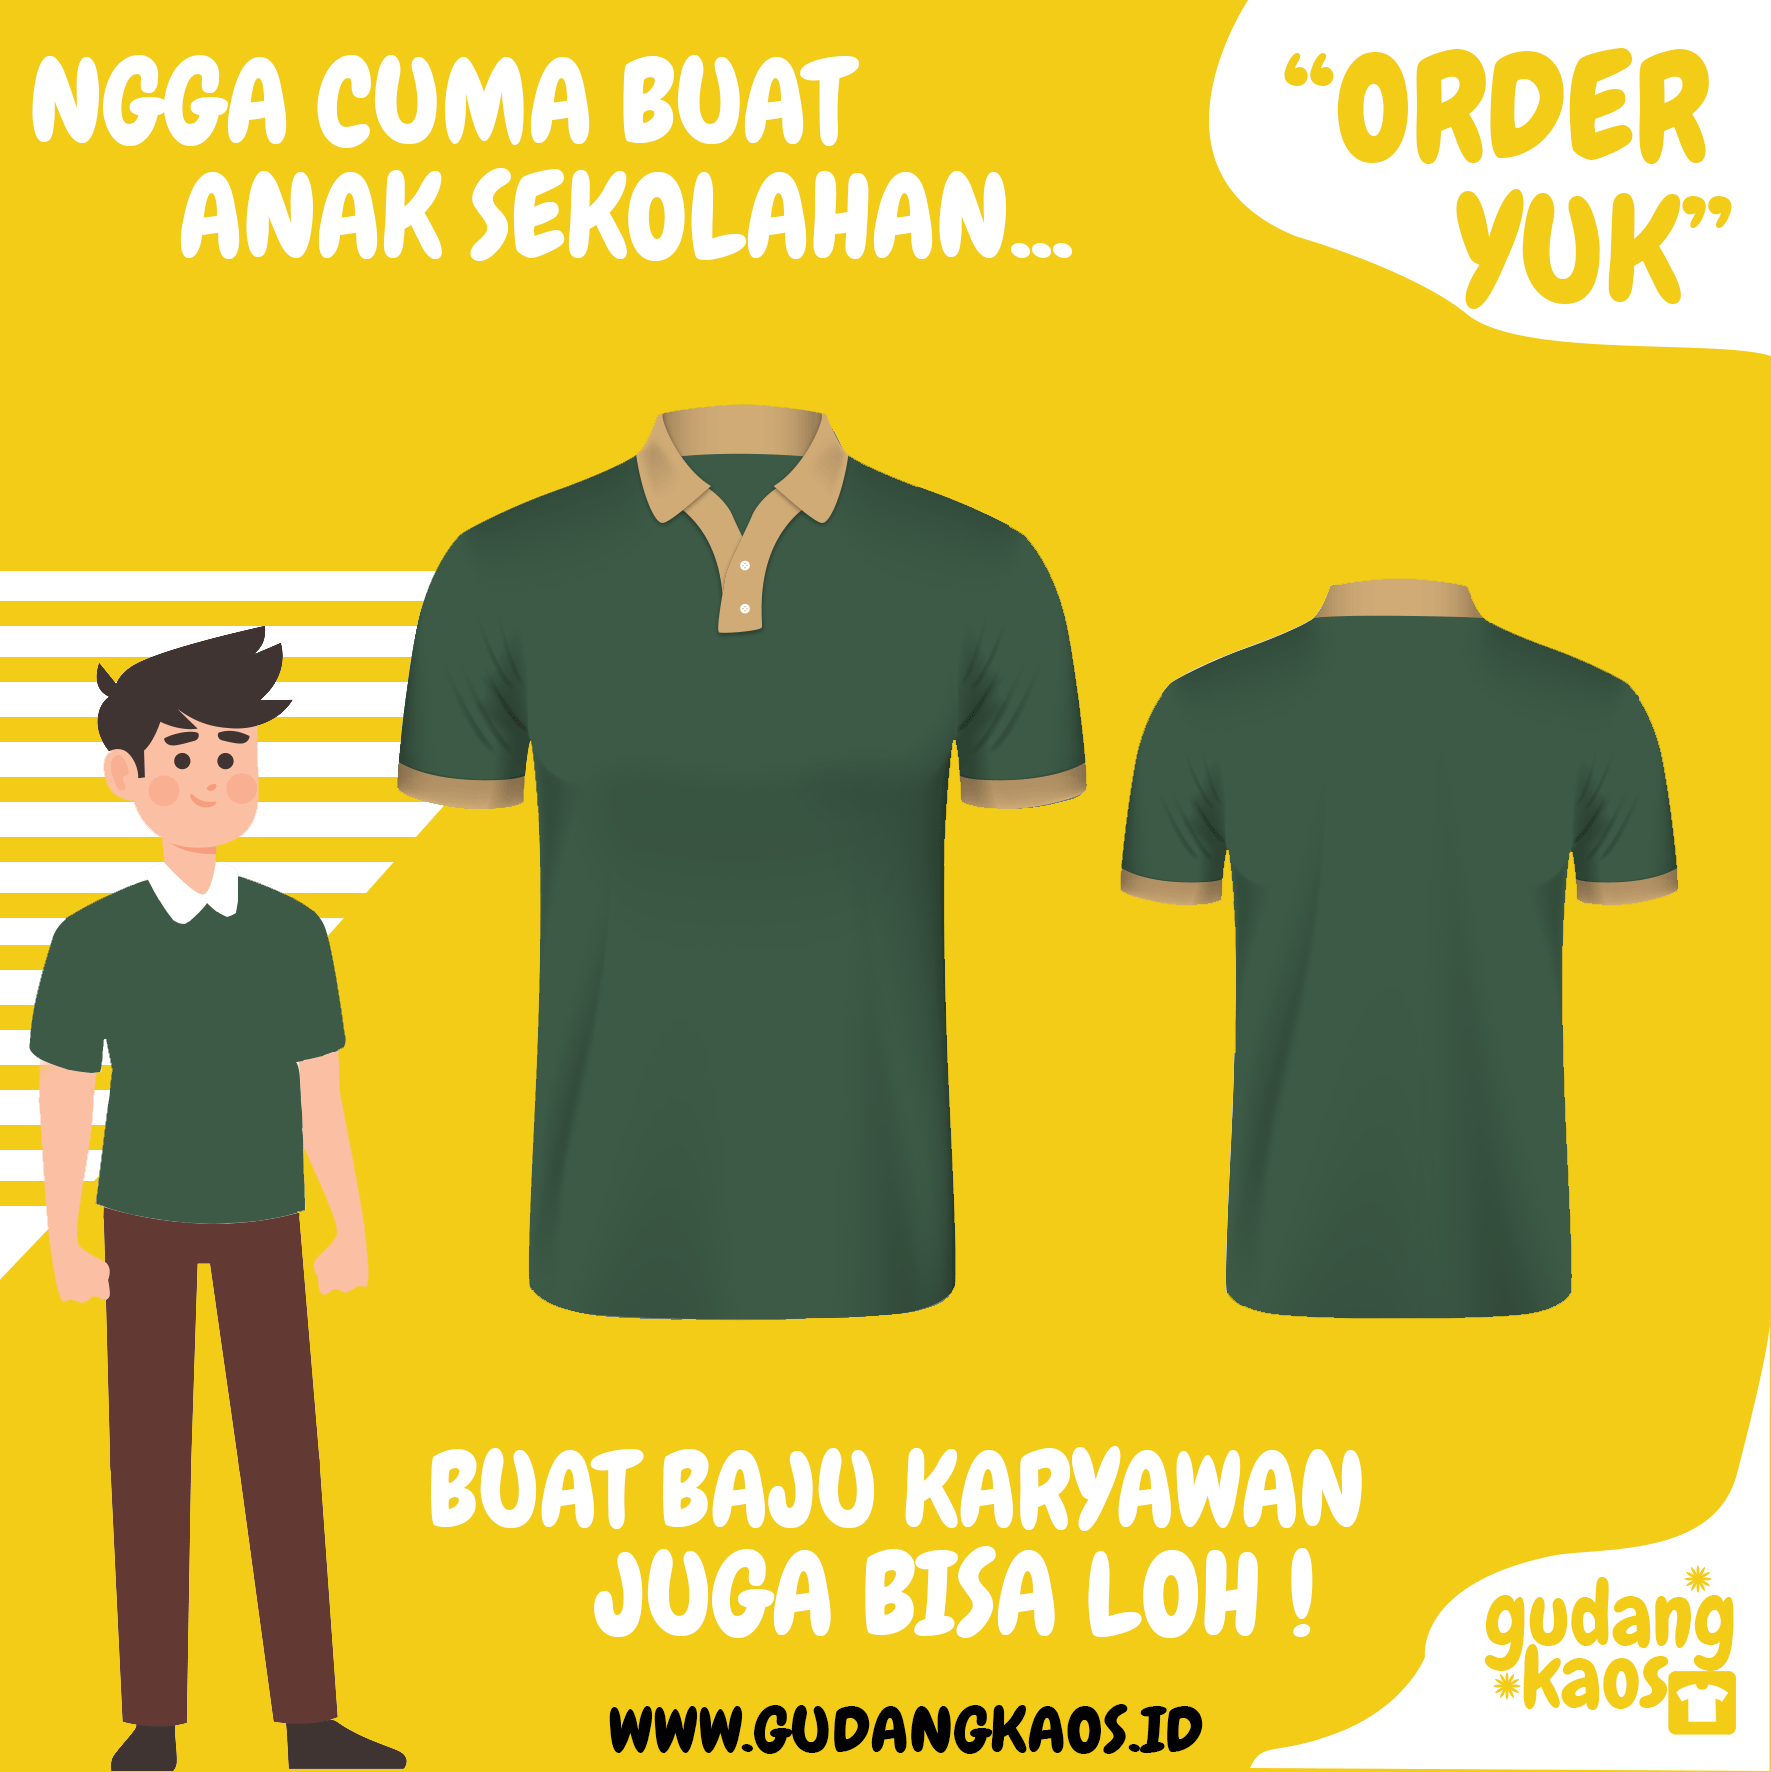 NGGA CUMA BUAT
ANAK SEKOLAHAN...
“ORDER
YUK”
BUAT BAJU KARYAWAN
JUGA BISA LOH !
WWW.GUDANGKAOS.ID
gudang
kaos